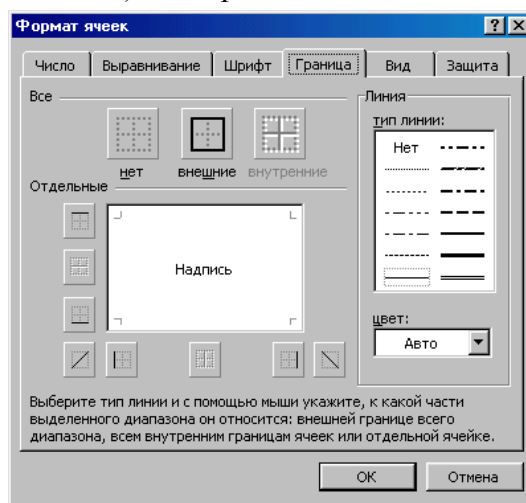 Формат ячеек
Число Выравнивание Шрифт Граница Вид Защита
Все
нет внешние внутренние
Отдельные
Надпись
Линия
тип линии:
Нет
цвет:
Авто
Выберите тип линии и с помощью мыши укажите, к какой части
выделенного диапазона он относится: внешней границе всего
диапазона, всем внутренним границам ячеек или отдельной ячейке.
ОК Отмена